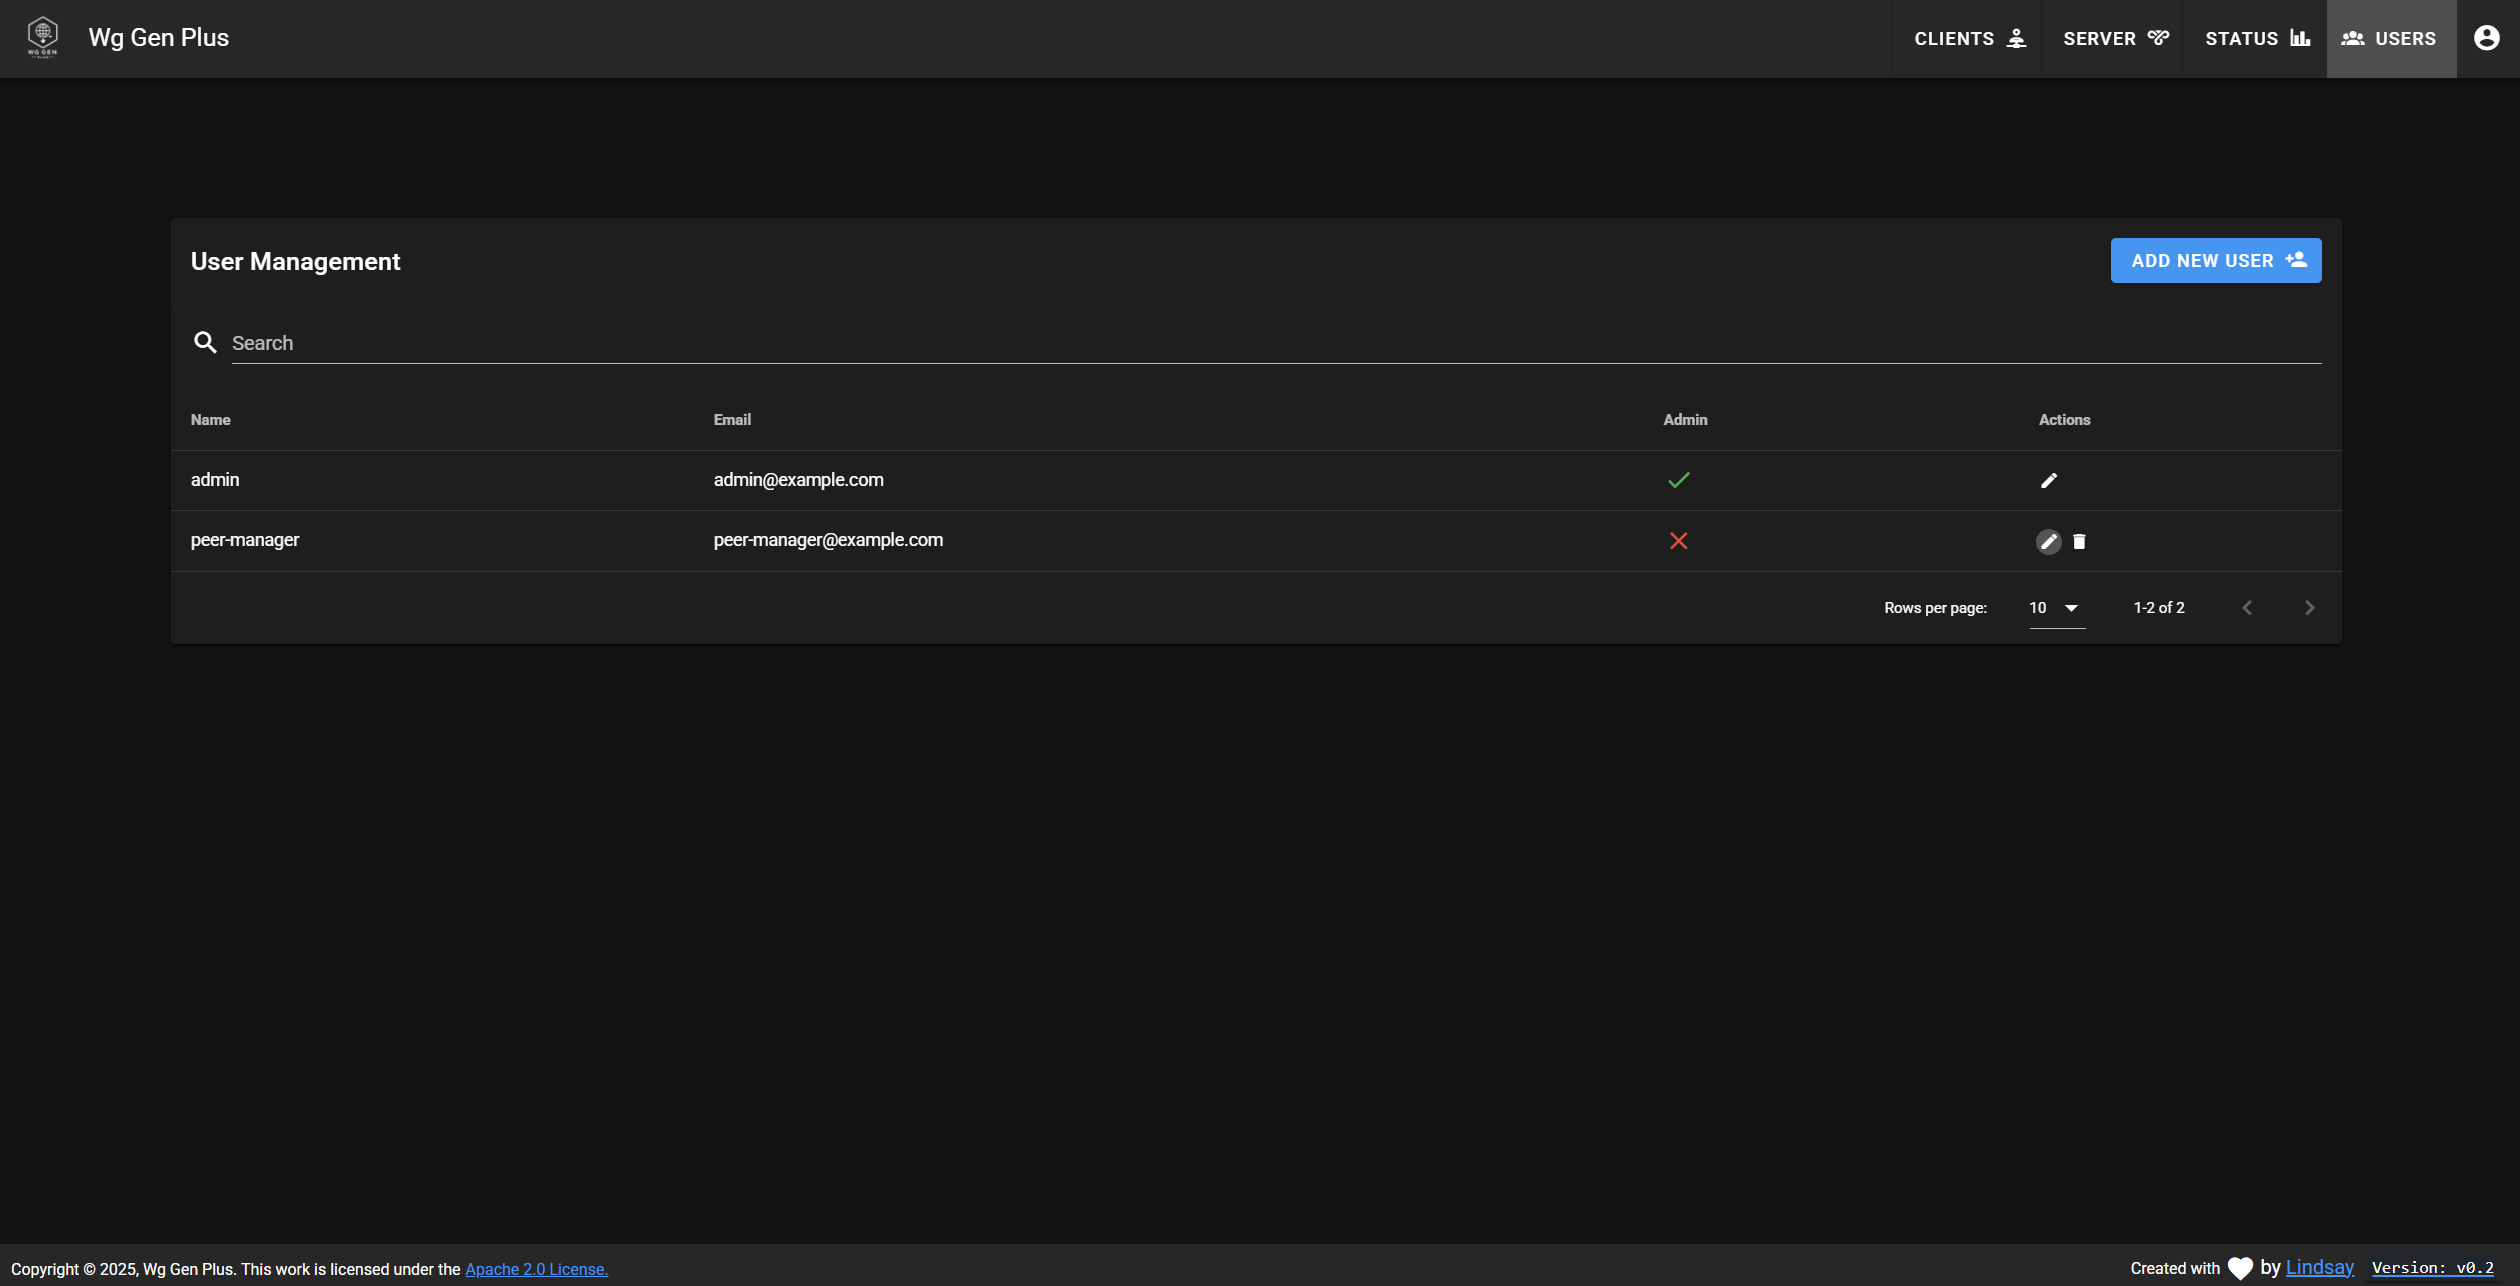 WG GEN
PLUS
Wg Gen Plus
CLIENTS
SERVER
STATUS
USERS
User Management
ADD NEW USER
Search
Name Email Admin Actions
admin admin@example.com
peer-manager peer-manager@example.com
Rows per page: 10 1-2 of 2
Copyright © 2025, Wg Gen Plus. This work is licensed under the Apache 2.0 License.
Created with by Lindsay Version: v0.2